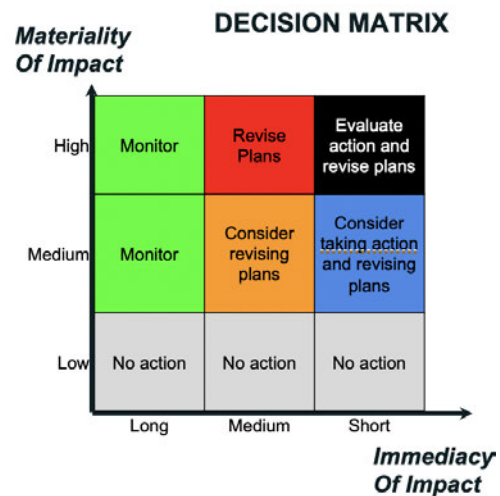 DECISION MATRIX
Materiality
Of Impact
High
Monitor
Revise
Plans
Evaluate
action and
revise plans
Medium
Monitor
Consider
revising
plans
Consider
taking action
and revising
plans
Low
No action
No action
No action
Long
Medium
Short
Immediacy
Of Impact